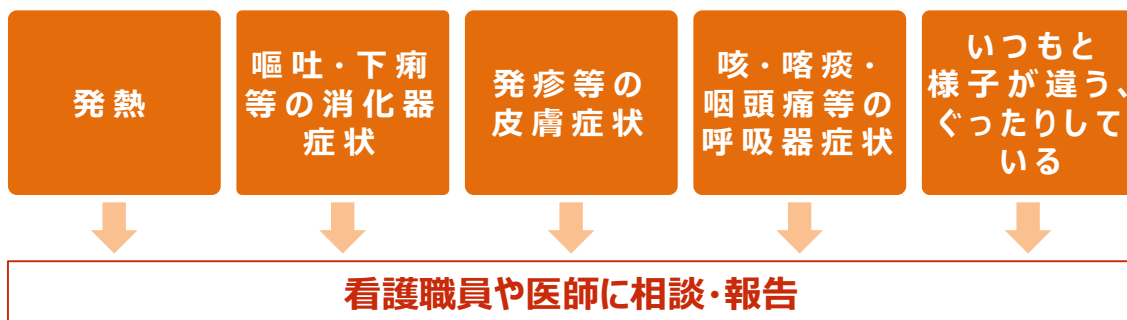 発熱
嘔吐・下痢
等の消化器
症状
発疹等の
皮膚症状
咳・喀痰・
咽頭痛等の
呼吸器症状
いつもと
様子が違う、
ぐったりして
いる
看護職員や医師に相談・報告